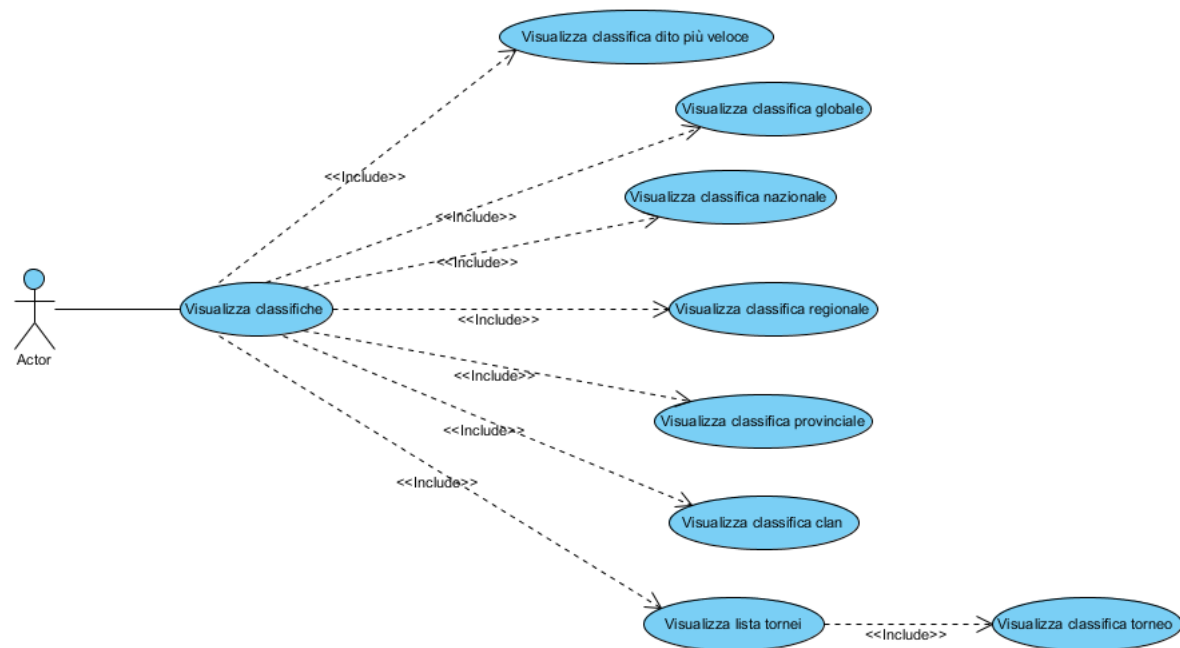 Visualizza classifica dito più veloce
Visualizza classifica globale
<<Include>>
Visualizza classifica nazionale
<<Include>>
<<Include>>
Visualizza classifiche
Visualizza classifica regionale
<<Include>>
Actor
<<Include>>
Visualizza classifica provinciale
<<Include>>
<<Include>>
Visualizza classifica clan
Visualizza lista tornei
<<Include>>
Visualizza classifica torneo